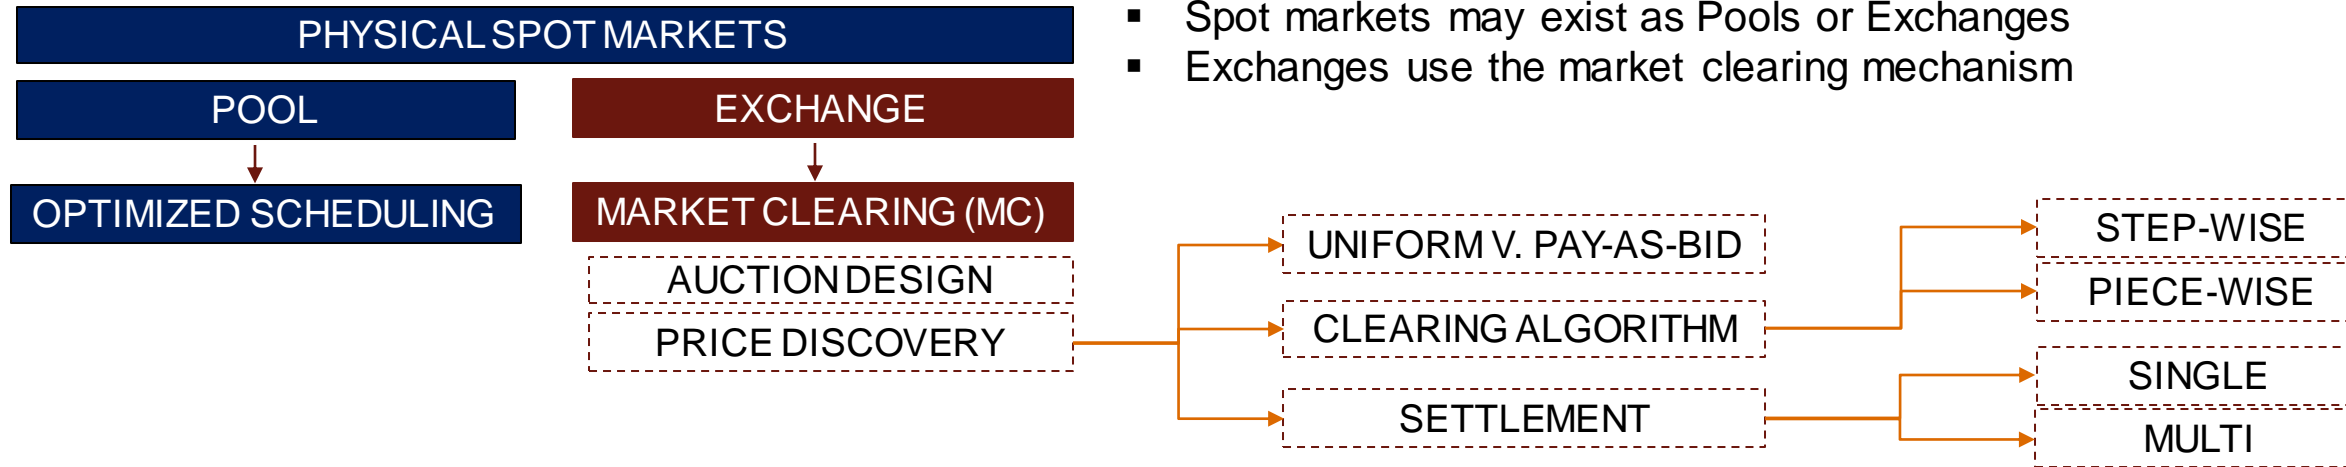 PHYSICAL SPOT MARKETS
POOL
EXCHANGE
OPTIMIZED SCHEDULING
MARKET CLEARING (MC)
AUCTION DESIGN
PRICE DISCOVERY
▪ Spot markets may exist as Pools or Exchanges
▪ Exchanges use the market clearing mechanism
UNIFORM V. PAY-AS-BID
CLEARING ALGORITHM
SETTLEMENT
STEP-WISE
PIECE-WISE
SINGLE
MULTI